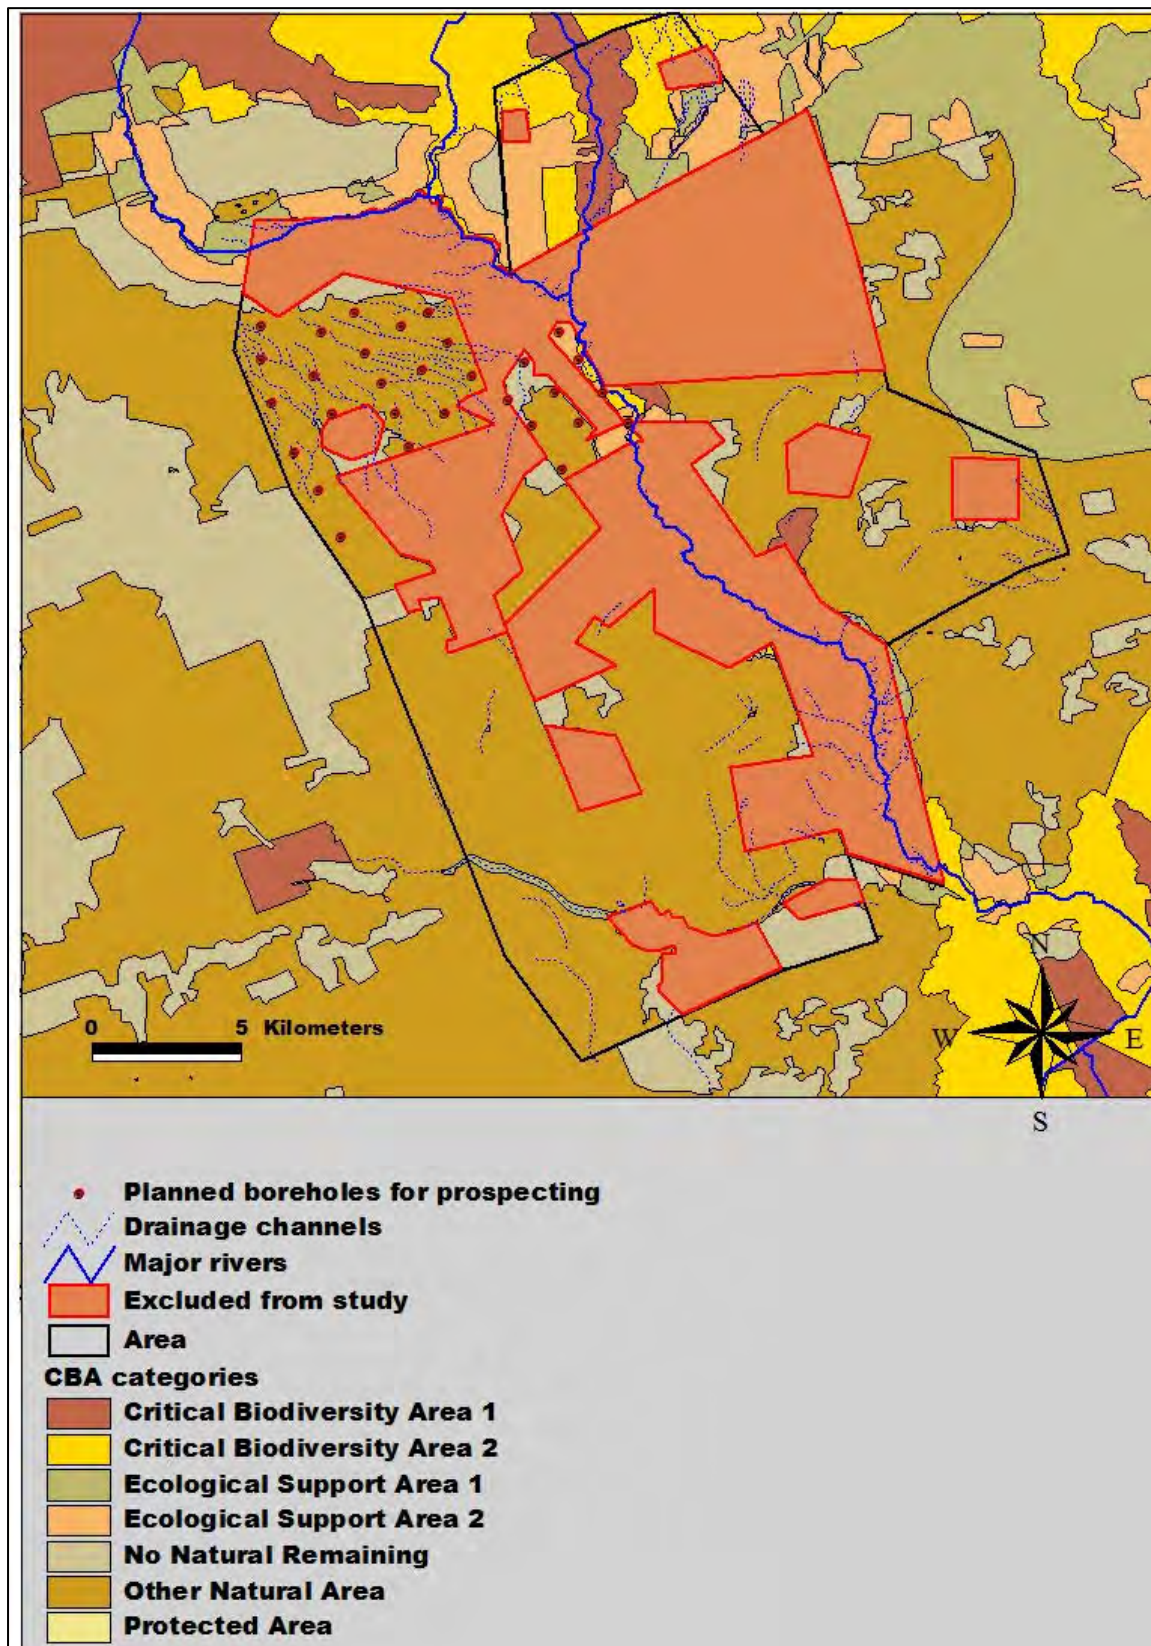 N
0 5 Kilometers
W E
S
Planned boreholes for prospecting
Drainage channels
Major rivers
Excluded from study
Area
CBA categories
Critical Biodiversity Area 1
Critical Biodiversity Area 2
Ecological Support Area 1
Ecological Support Area 2
No Natural Remaining
Other Natural Area
Protected Area